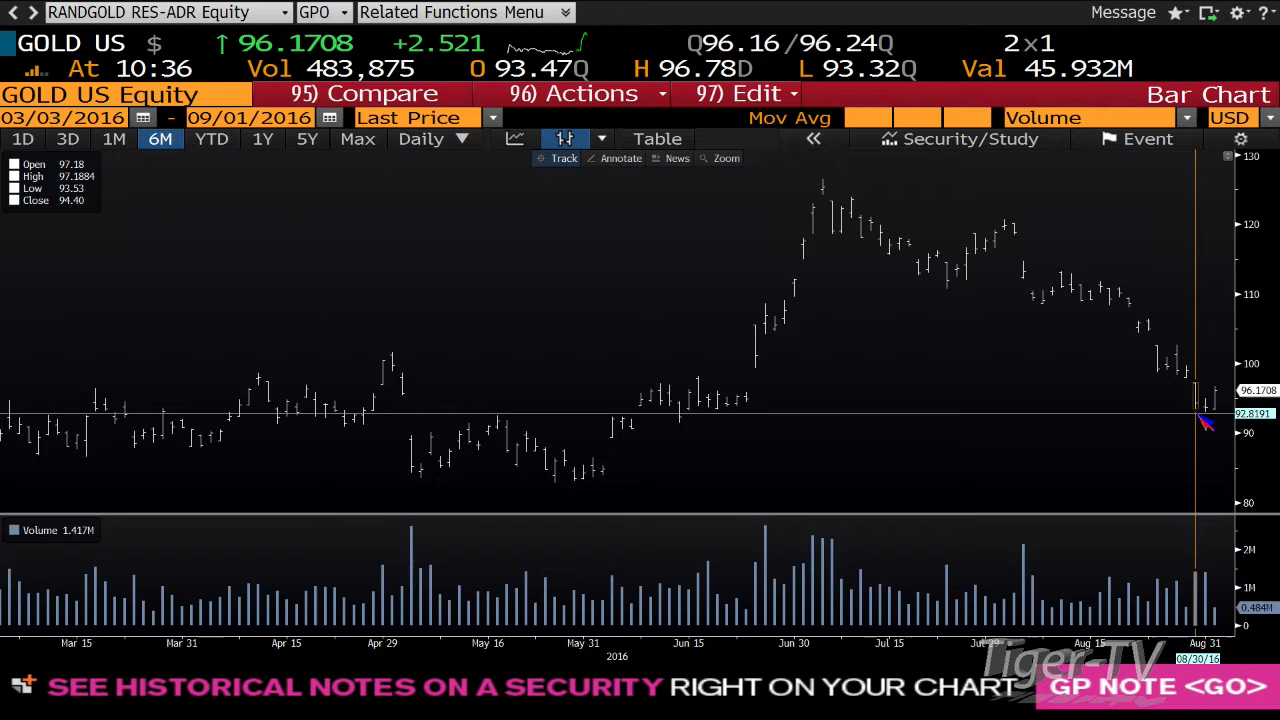 RANDGOLD RES-ADR Equity GPO Related Functions Menu Message ?
GOLD US $ ↑ 96.1708 +2.521 Q96.16 /96.24Q 2×1
At 10:36 Vol 483,875 O 93.47Q H 96.78D L 93.32Q Val 45.932M
GOLD US Equity 95) Compare 96) Actions 97) Edit Bar Chart
03/03/2016 - 09/01/2016 Last Price Mov Avg Volume USD
1D 3D 1M 6M YTD 1Y 5Y Max Daily ▼ Table « Security/Study Event
Track Annotate News Zoom
Open 97.18
High 97.1884
Low 93.53
Close 94.40
130
120
110
100
96.1708
92.8191
90
80
Volume 1.417M
2M
1M
0.484M
0
Mar 15 Mar 31 Apr 15 Apr 29 May 16 May 31 Jun 15 Jun 30 Jul 15 Jul 29 Aug 15 Aug 31
2016 08/30/16
Tiger-TV
SEE HISTORICAL NOTES ON A SECURITY RIGHT ON YOUR CHART GP NOTE <GO>